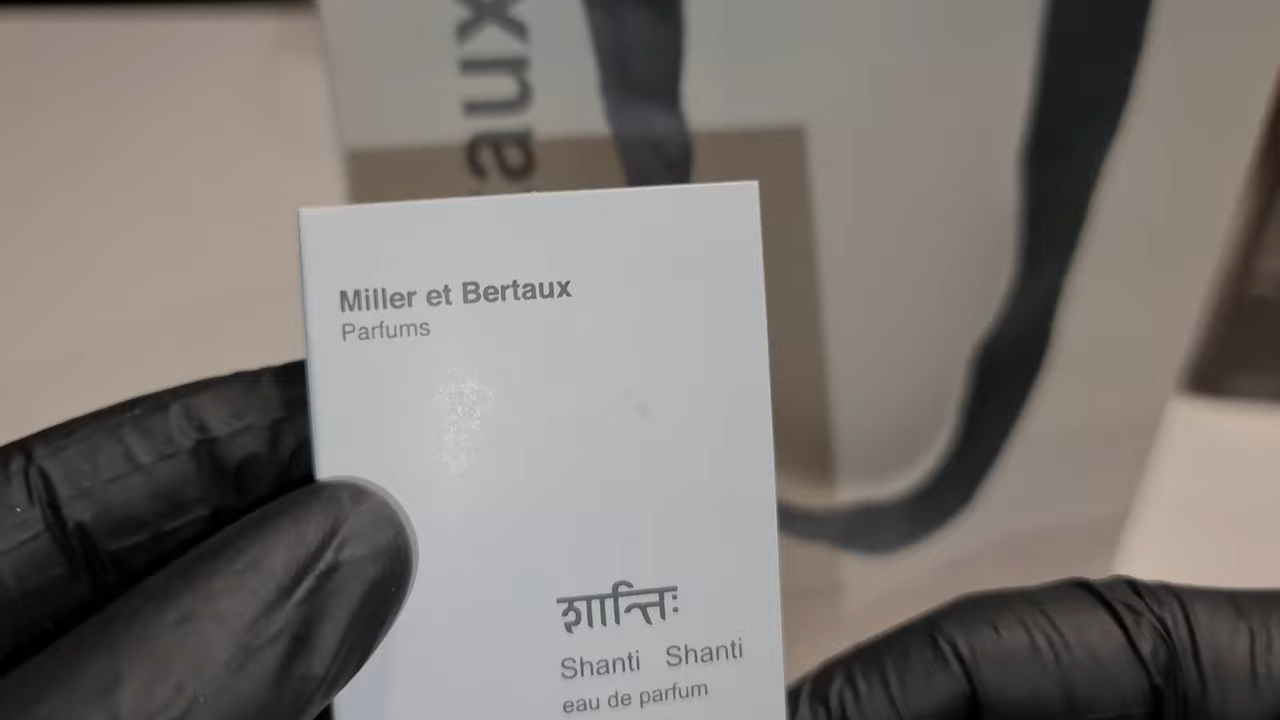 aux
Miller et Bertaux
Parfums
शान्तिः
Shanti Shanti
eau de parfum